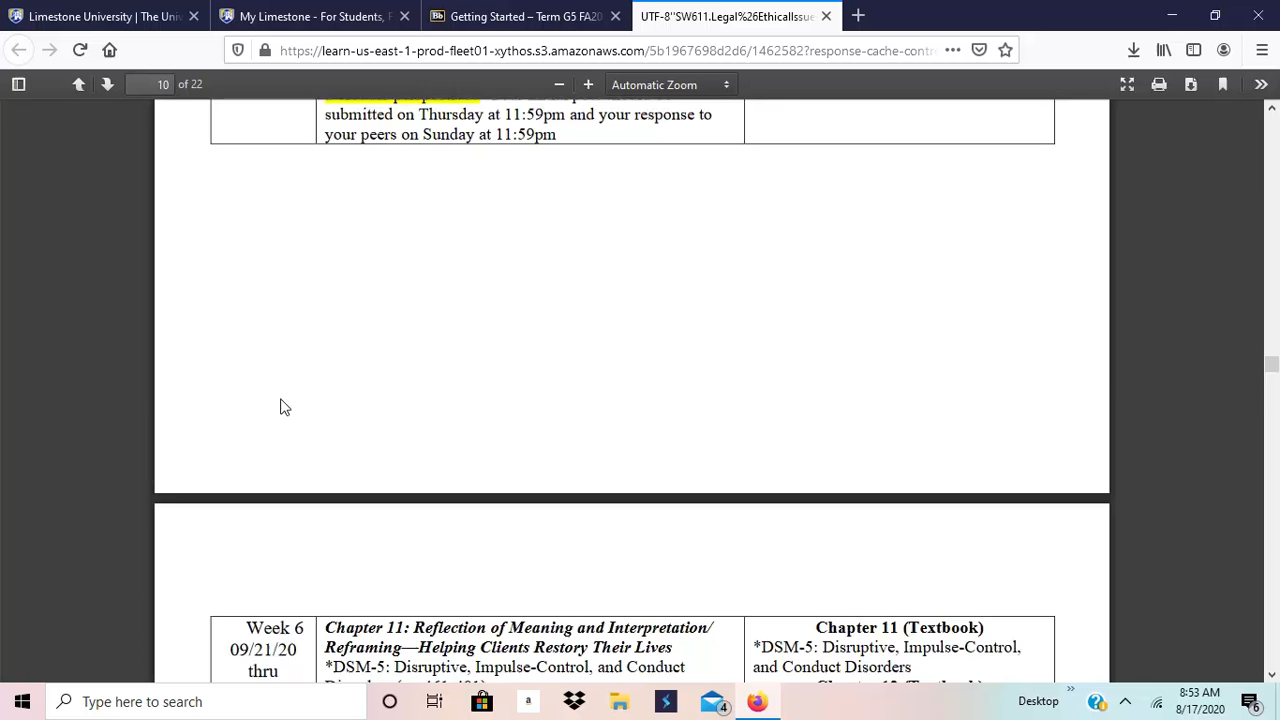 Limestone University | The Uni
My Limestone - For Students, F
Bb Getting Started – Term G5 FA20
UTF-8''SW611.Legal%26EthicalIssue
https://learn-us-east-1-prod-fleet01-xythos.s3.amazonaws.com/5b1967698c2d6/1462582?response-cache-contr
10 of 22
Automatic Zoom
submitted on Thursday at 11:59pm and your response to
your peers on Sunday at 11:59pm
Week 6
09/21/20
thru
Chapter 11: Reflection of Meaning and Interpretation/
Reframing—Helping Clients Restory Their Lives
*DSM-5: Disruptive, Impulse-Control, and Conduct
Chapter 11 (Textbook)
*DSM-5: Disruptive, Impulse-Control,
and Conduct Disorders
Type here to search
a
4
Desktop
8:53 AM
8/17/2020
6